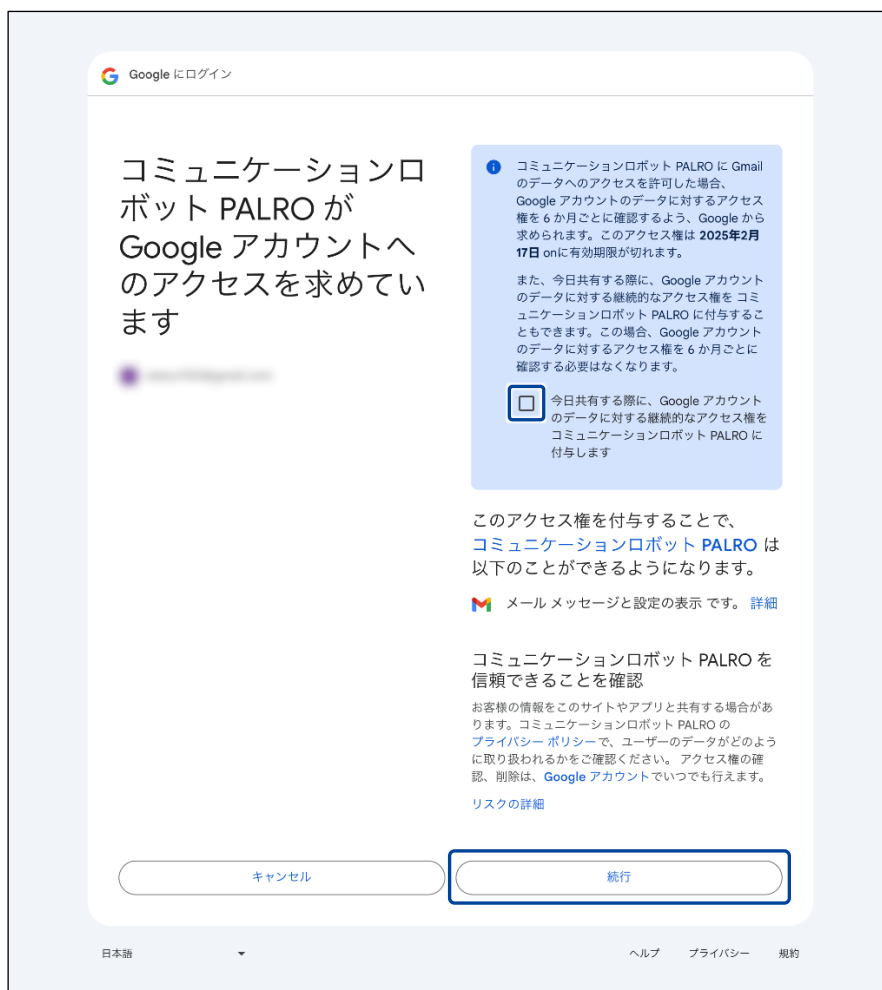 Google にログイン
コミュニケーションロ
ボット PALRO が
Google アカウントへ
のアクセスを求めてい
ます
コミュニケーションロボット PALRO に Gmail
のデータへのアクセスを許可した場合、
Google アカウントのデータに対するアクセス
権を 6 か月ごとに確認するよう、Google から
求められます。このアクセス権は 2025年2月
17日 onに有効期限が切れます。
また、今日共有する際に、Google アカウント
のデータに対する継続的なアクセス権を コミ
ュニケーションロボット PALRO に付与するこ
ともできます。この場合、Google アカウント
のデータに対するアクセス権を 6 か月ごとに
確認する必要はなくなります。
今日共有する際に、Google アカウント
のデータに対する継続的なアクセス権を
コミュニケーションロボット PALRO に
付与します
このアクセス権を付与することで、
コミュニケーションロボット PALRO は
以下のことができるようになります。
メール メッセージと設定の表示 です。 詳細
コミュニケーションロボット PALRO を
信頼できることを確認
お客様の情報をこのサイトやアプリと共有する場合があ
ります。コミュニケーションロボット PALRO の
プライバシー ポリシーで、ユーザーのデータがどのよう
に取り扱われるかをご確認ください。 アクセス権の確
認、削除は、Google アカウントでいつでも行えます。
リスクの詳細
キャンセル 続行
日本語 ヘルプ プライバシー 規約